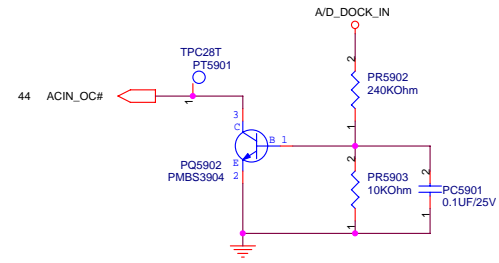 A/D_DOCK_IN
TPC28T
PT5901
44 ACIN_OC#
1
3
C
B 1
E
2
PQ5902
PMBS3904
2
PR5902
240KOhm
1
2
PR5903
10KOhm
1
2
PC5901
0.1UF/25V
1